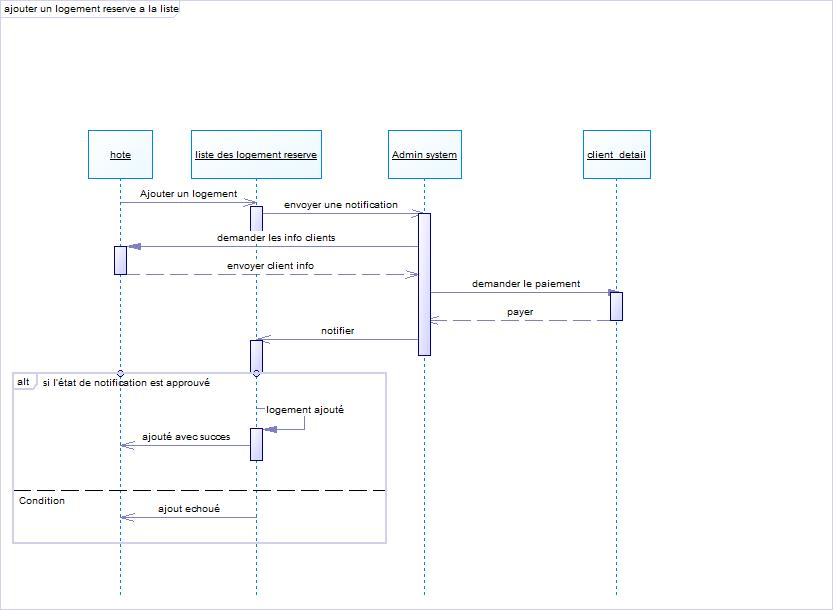 ajouter un logement reserve a la liste
hote
liste des logement reserve
Admin system
client_detail
Ajouter un logement
envoyer une notification
demander les info clients
envoyer client info
demander le paiement
payer
notifier
alt
si l'état de notification est approuvé
logement ajouté
ajouté avec succes
Condition
ajout echoué